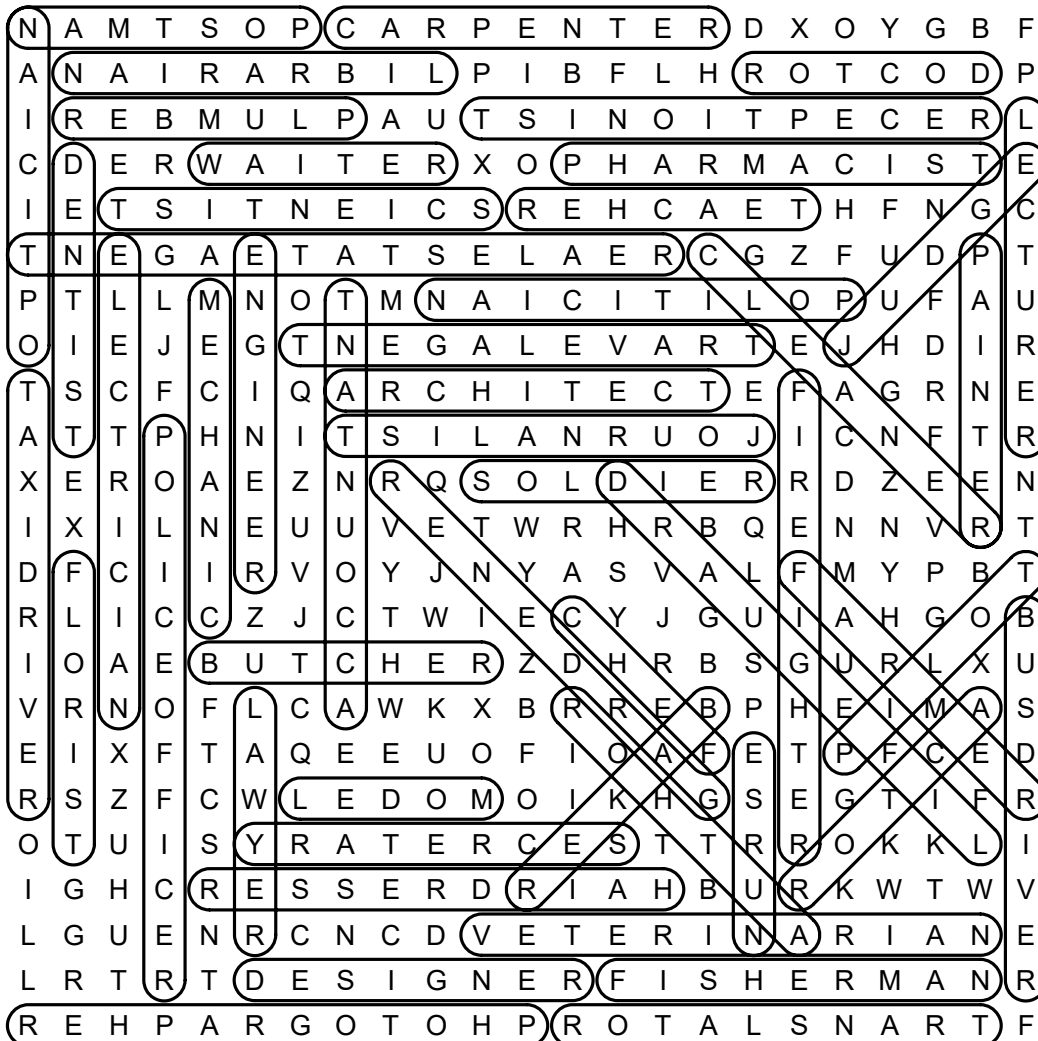 N A M T S O P C A R P E N T E R D X O Y G B F
A N A I R A R B I L P I B F L H R O T C O D P
I R E B M U L P A U T S I N O I T P E C E R L
C D E R W A I T E R X O P H A R M A C I S T E
I E T S I T N E I C S R E H C A E T H F N G C
T N E G A E T A T S E L A E R C G Z F U D P T
P T L L M N O T M N A I C I T I L O P U F A U
O I E J E G T N E G A L E V A R T E J H D I R
T S C F C I Q A R C H I T E C T E F A G R N E
A T T P H N I T S I L A N R U O J I C N F T R
X E R O A E Z N R Q S O L D I E R R D Z E E N
I X I L N E U U V E T W R H R B Q E N N V R T
D F C I I R V O Y J N Y A S V A L F M Y P B T
R L I C C Z J C T W I E C Y J G U I A H G O B
I O A E B U T C H E R Z D H R B S G U R L X U
V R N O F L C A W K X B R R E B P H E I M A S
E I X F T A Q E E U O F I O A F E T P F C E D
R S Z F C W L E D O M O I K H G S E G T I F R
O T U I S Y R A T E R C E S T T R R O K K L I
I G H C R E S S E R D R I A H B U R K W T W V
L G U E N R C N C D V E T E R I N A R I A N E
L R T R T D E S I G N E R F I S H E R M A N R
R E H P A R G O T O H P R O T A L S N A R T F